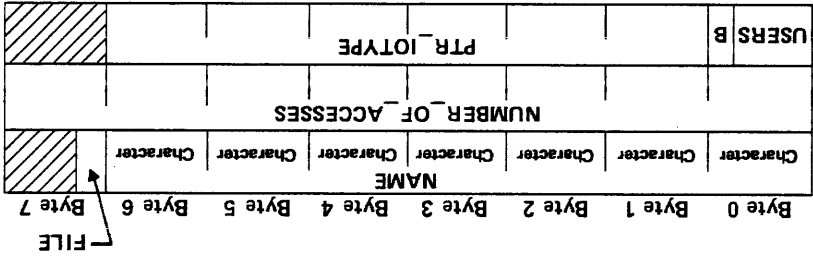 FILE
Byte 0 Byte 1 Byte 2 Byte 3 Byte 4 Byte 5 Byte 6 Byte 7
NAME
Character Character Character Character Character Character Character
NUMBER_OF_ACCESSES
USERS B PTR_IOTYPE